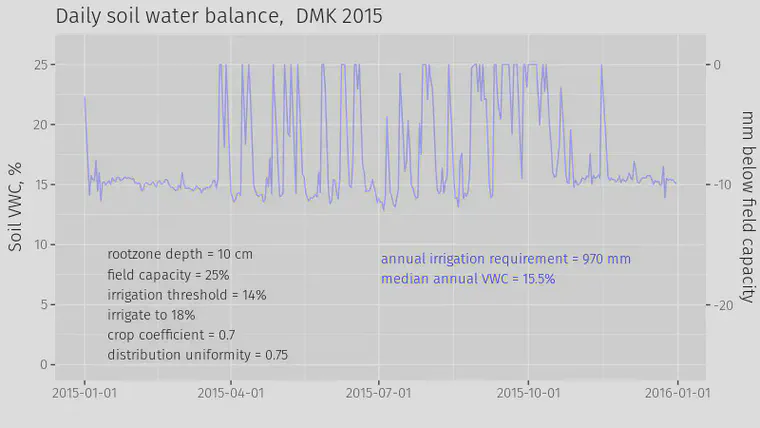 Daily soil water balance,  DMK 2015
Soil VWC, %
25
20
15
10
5
0
0
-10
-20
mm below field capacity
rootzone depth = 10 cm
field capacity = 25%
irrigation threshold = 14%
irrigate to 18%
crop coefficient = 0.7
distribution uniformity = 0.75
annual irrigation requirement = 970 mm
median annual VWC = 15.5%
2015-01-01
2015-04-01
2015-07-01
2015-10-01
2016-01-01